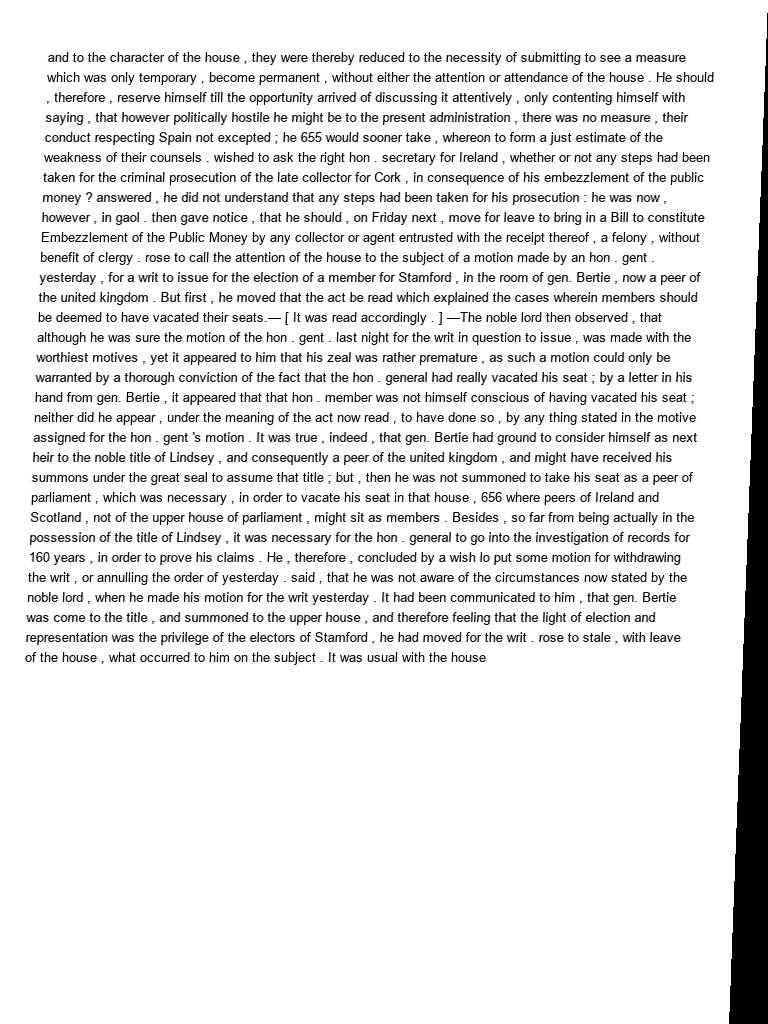 and to the character of the house , they were thereby reduced to the necessity of submitting to see a measure
which was only temporary , become permanent , without either the attention or attendance of the house . He should
, therefore , reserve himself till the opportunity arrived of discussing it attentively , only contenting himself with
saying , that however politically hostile he might be to the present administration , there was no measure , their
conduct respecting Spain not excepted ; he 655 would sooner take , whereon to form a just estimate of the
weakness of their counsels . wished to ask the right hon . secretary for Ireland , whether or not any steps had been
taken for the criminal prosecution of the late collector for Cork , in consequence of his embezzlement of the public
money ? answered , he did not understand that any steps had been taken for his prosecution : he was now ,
however , in gaol . then gave notice , that he should , on Friday next , move for leave to bring in a Bill to constitute
Embezzlement of the Public Money by any collector or agent entrusted with the receipt thereof , a felony , without
benefit of clergy . rose to call the attention of the house to the subject of a motion made by an hon . gent .
yesterday , for a writ to issue for the election of a member for Stamford , in the room of gen. Bertie , now a peer of
the united kingdom . But first , he moved that the act be read which explained the cases wherein members should
be deemed to have vacated their seats.— [ It was read accordingly . ] —The noble lord then observed , that
although he was sure the motion of the hon . gent . last night for the writ in question to issue , was made with the
worthiest motives , yet it appeared to him that his zeal was rather premature , as such a motion could only be
warranted by a thorough conviction of the fact that the hon . general had really vacated his seat ; by a letter in his
hand from gen. Bertie , it appeared that that hon . member was not himself conscious of having vacated his seat ;
neither did he appear , under the meaning of the act now read , to have done so , by any thing stated in the motive
assigned for the hon . gent 's motion . It was true , indeed , that gen. Bertie had ground to consider himself as next
heir to the noble title of Lindsey , and consequently a peer of the united kingdom , and might have received his
summons under the great seal to assume that title ; but , then he was not summoned to take his seat as a peer of
parliament , which was necessary , in order to vacate his seat in that house , 656 where peers of Ireland and
Scotland , not of the upper house of parliament , might sit as members . Besides , so far from being actually in the
possession of the title of Lindsey , it was necessary for the hon . general to go into the investigation of records for
160 years , in order to prove his claims . He , therefore , concluded by a wish lo put some motion for withdrawing
the writ , or annulling the order of yesterday . said , that he was not aware of the circumstances now stated by the
noble lord , when he made his motion for the writ yesterday . It had been communicated to him , that gen. Bertie
was come to the title , and summoned to the upper house , and therefore feeling that the light of election and
representation was the privilege of the electors of Stamford , he had moved for the writ . rose to stale , with leave
of the house , what occurred to him on the subject . It was usual with the house